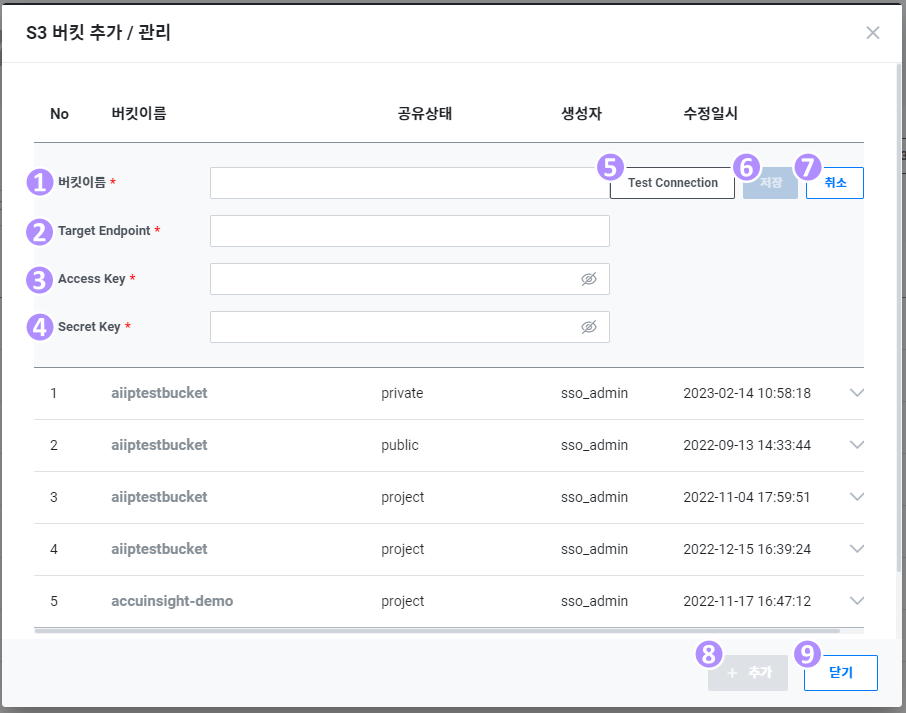 S3 버킷 추가 / 관리
No 버킷이름 공유상태 생성자 수정일시
1 버킷이름 * 5 Test Connection 6 저장 7 취소
2 Target Endpoint *
3 Access Key *
4 Secret Key *
1 aiiptestbucket private sso_admin 2023-02-14 10:58:18
2 aiiptestbucket public sso_admin 2022-09-13 14:33:44
3 aiiptestbucket project sso_admin 2022-11-04 17:59:51
4 aiiptestbucket project sso_admin 2022-12-15 16:39:24
5 accuinsight-demo project sso_admin 2022-11-17 16:47:12
8 + 추가 9 닫기